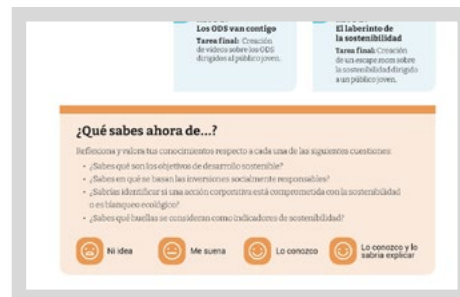 Los ODS van contigo
Tarea final: Creación
de vídeos sobre los ODS
dirigidos al público joven.
El laberinto de
la sostenibilidad
Tarea final: Creación
de un escape room sobre
la sostenibilidad dirigido
a un público joven.
¿Qué sabes ahora de...?
Reflexiona y valora tus conocimientos respecto a cada una de las siguientes cuestiones:
• ¿Sabes qué son los objetivos de desarrollo sostenible?
• ¿Sabes en qué se basan las inversiones socialmente responsables?
• ¿Sabrías identificar si una acción corporativa está comprometida con la sostenibilidad
o es blanqueo ecológico?
• ¿Sabes qué huellas se consideran como indicadores de sostenibilidad?
Ni idea
Me suena
Lo conozco
Lo conozco y lo
sabría explicar